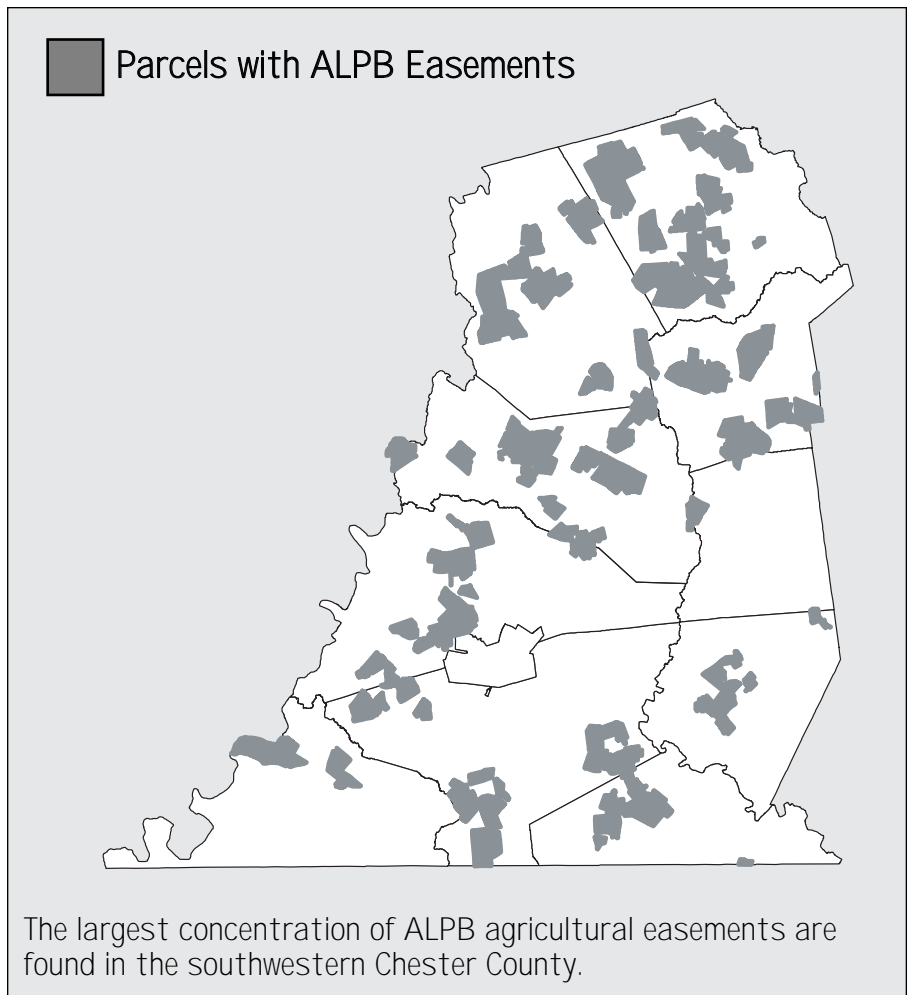 Parcels with ALPB Easements
The largest concentration of ALPB agricultural easements are
found in the southwestern Chester County.